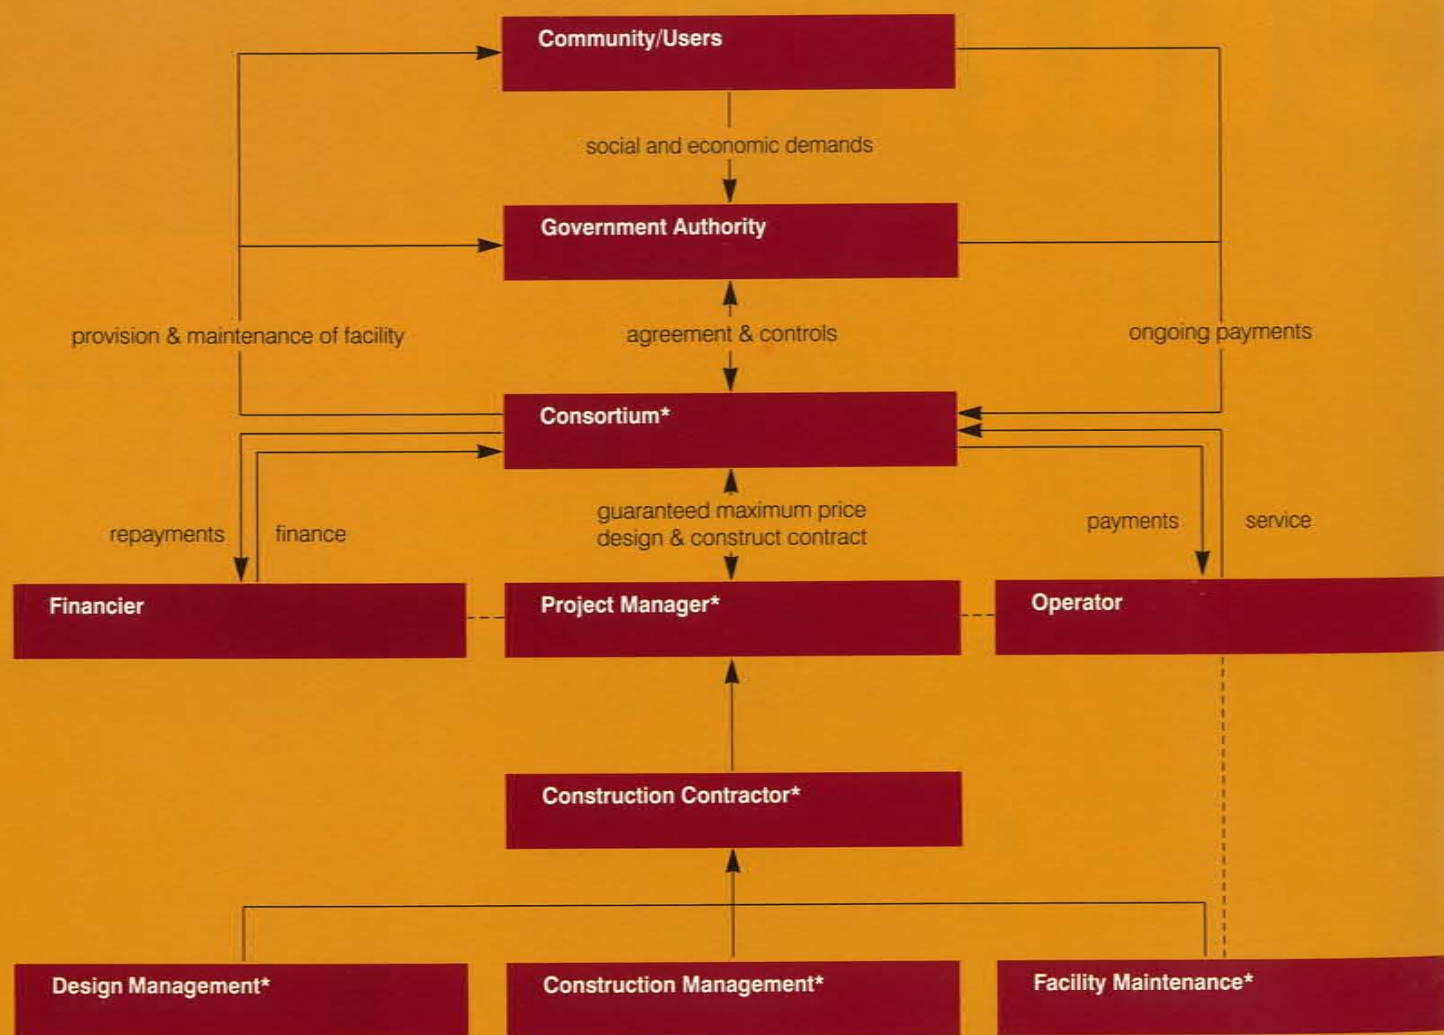 Community/Users
social and economic demands
Government Authority
provision & maintenance of facility
agreement & controls
ongoing payments
Consortium*
repayments
finance
guaranteed maximum price
design & construct contract
payments
service
Financier
Project Manager*
Operator
Construction Contractor*
Design Management*
Construction Management*
Facility Maintenance*